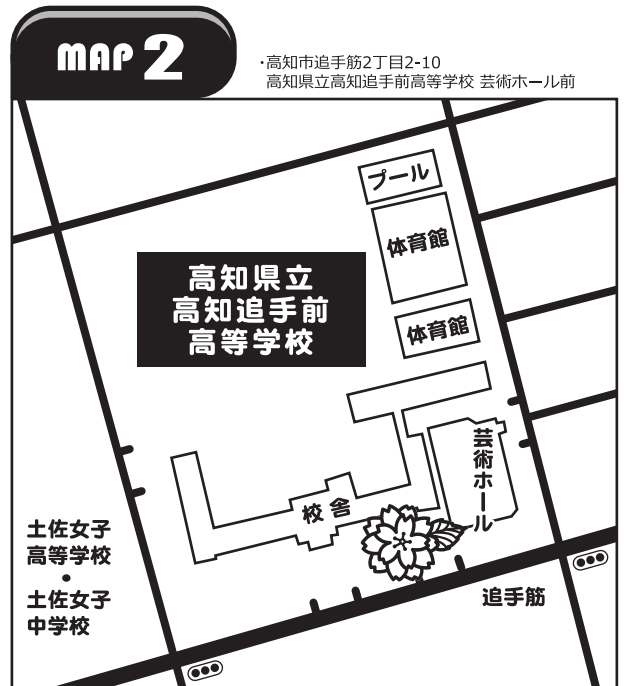 MAP 2
・高知市追手筋2丁目2-10
高知県立高知追手前高等学校 芸術ホール前
プール
体育館
高知県立
高知追手前
高等学校
体育館
芸術ホール
校舎
土佐女子
高等学校
・
土佐女子
中学校
追手筋